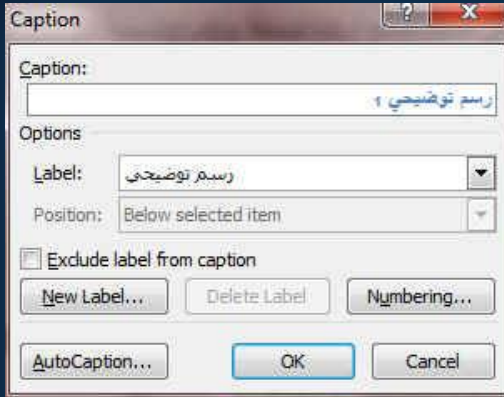 Caption
Caption:
رسم توضيحي 1
Options
Label: رسم توضيحي
Position: Below selected item
Exclude label from caption
New Label... Delete Label Numbering...
AutoCaption... OK Cancel